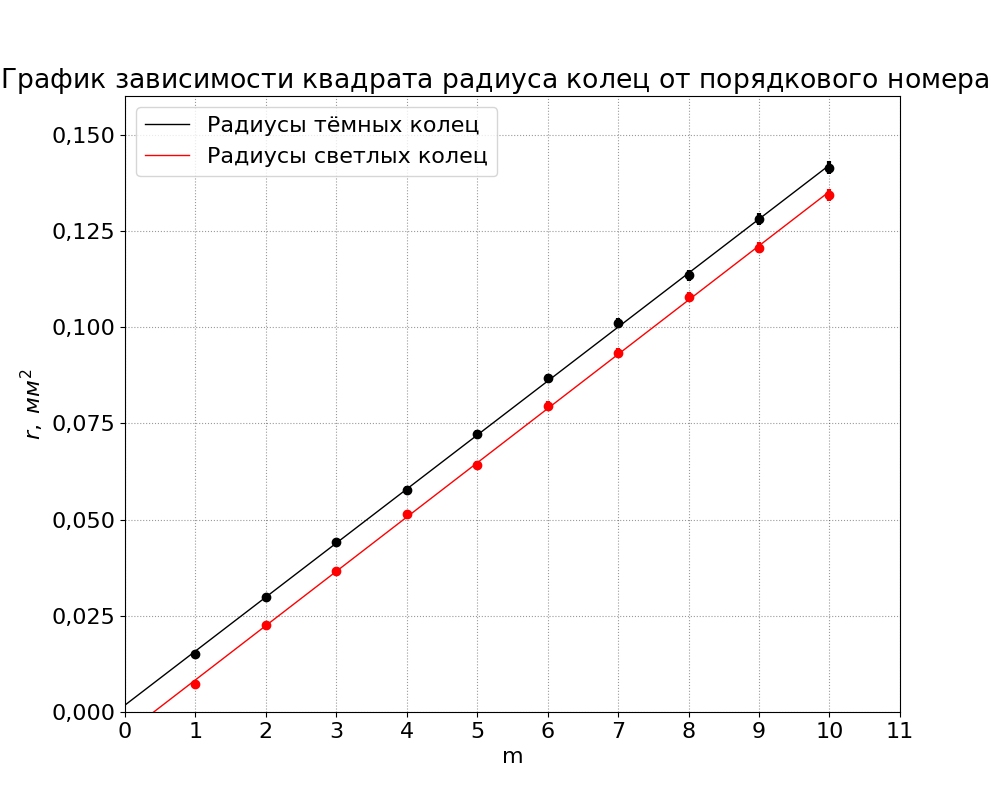 График зависимости квадрата радиуса колец от порядкового номера
Радиусы тёмных колец
Радиусы светлых колец
0,150
0,125
0,100
0,075
0,050
0,025
0,000
r, мм²
0 1 2 3 4 5 6 7 8 9 10 11
m